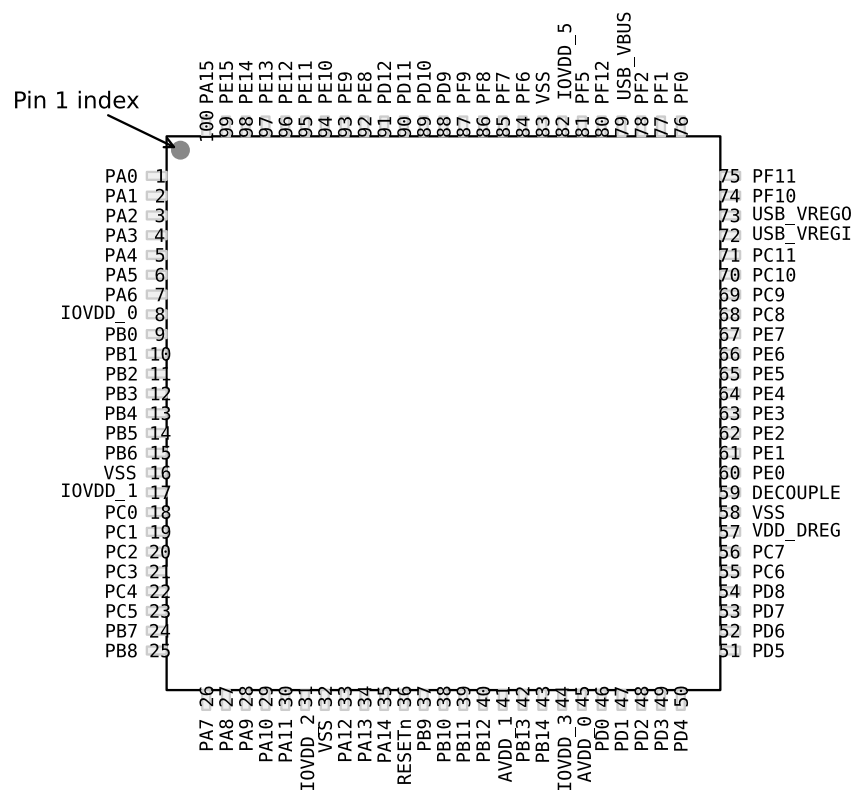 Pin 1 index
100 PA15
99 PE15
98 PE14
97 PE13
96 PE12
95 PE11
94 PE10
93 PE9
92 PE8
91 PD12
90 PD11
89 PD10
88 PD9
87 PF9
86 PF8
85 PF7
84 PF6
83 VSS
82 IOVDD_5
81 PF5
80 PF12
79 USB_VBUS
78 PF2
77 PF1
76 PF0
PA0 1
PA1 2
PA2 3
PA3 4
PA4 5
PA5 6
PA6 7
IOVDD_0 8
PB0 9
PB1 10
PB2 11
PB3 12
PB4 13
PB5 14
PB6 15
VSS 16
IOVDD_1 17
PC0 18
PC1 19
PC2 20
PC3 21
PC4 22
PC5 23
PB7 24
PB8 25
75 PF11
74 PF10
73 USB_VREGO
72 USB_VREGI
71 PC11
70 PC10
69 PC9
68 PC8
67 PE7
66 PE6
65 PE5
64 PE4
63 PE3
62 PE2
61 PE1
60 PE0
59 DECOUPLE
58 VSS
57 VDD_DREG
56 PC7
55 PC6
54 PD8
53 PD7
52 PD6
51 PD5
PA7 26
PA8 27
PA9 28
PA10 29
PA11 30
IOVDD_2 31
VSS 32
PA12 33
PA13 34
PA14 35
RESETn 36
PB9 37
PB10 38
PB11 39
PB12 40
AVDD_1 41
PB13 42
PB14 43
IOVDD_3 44
AVDD_0 45
PD0 46
PD1 47
PD2 48
PD3 49
PD4 50